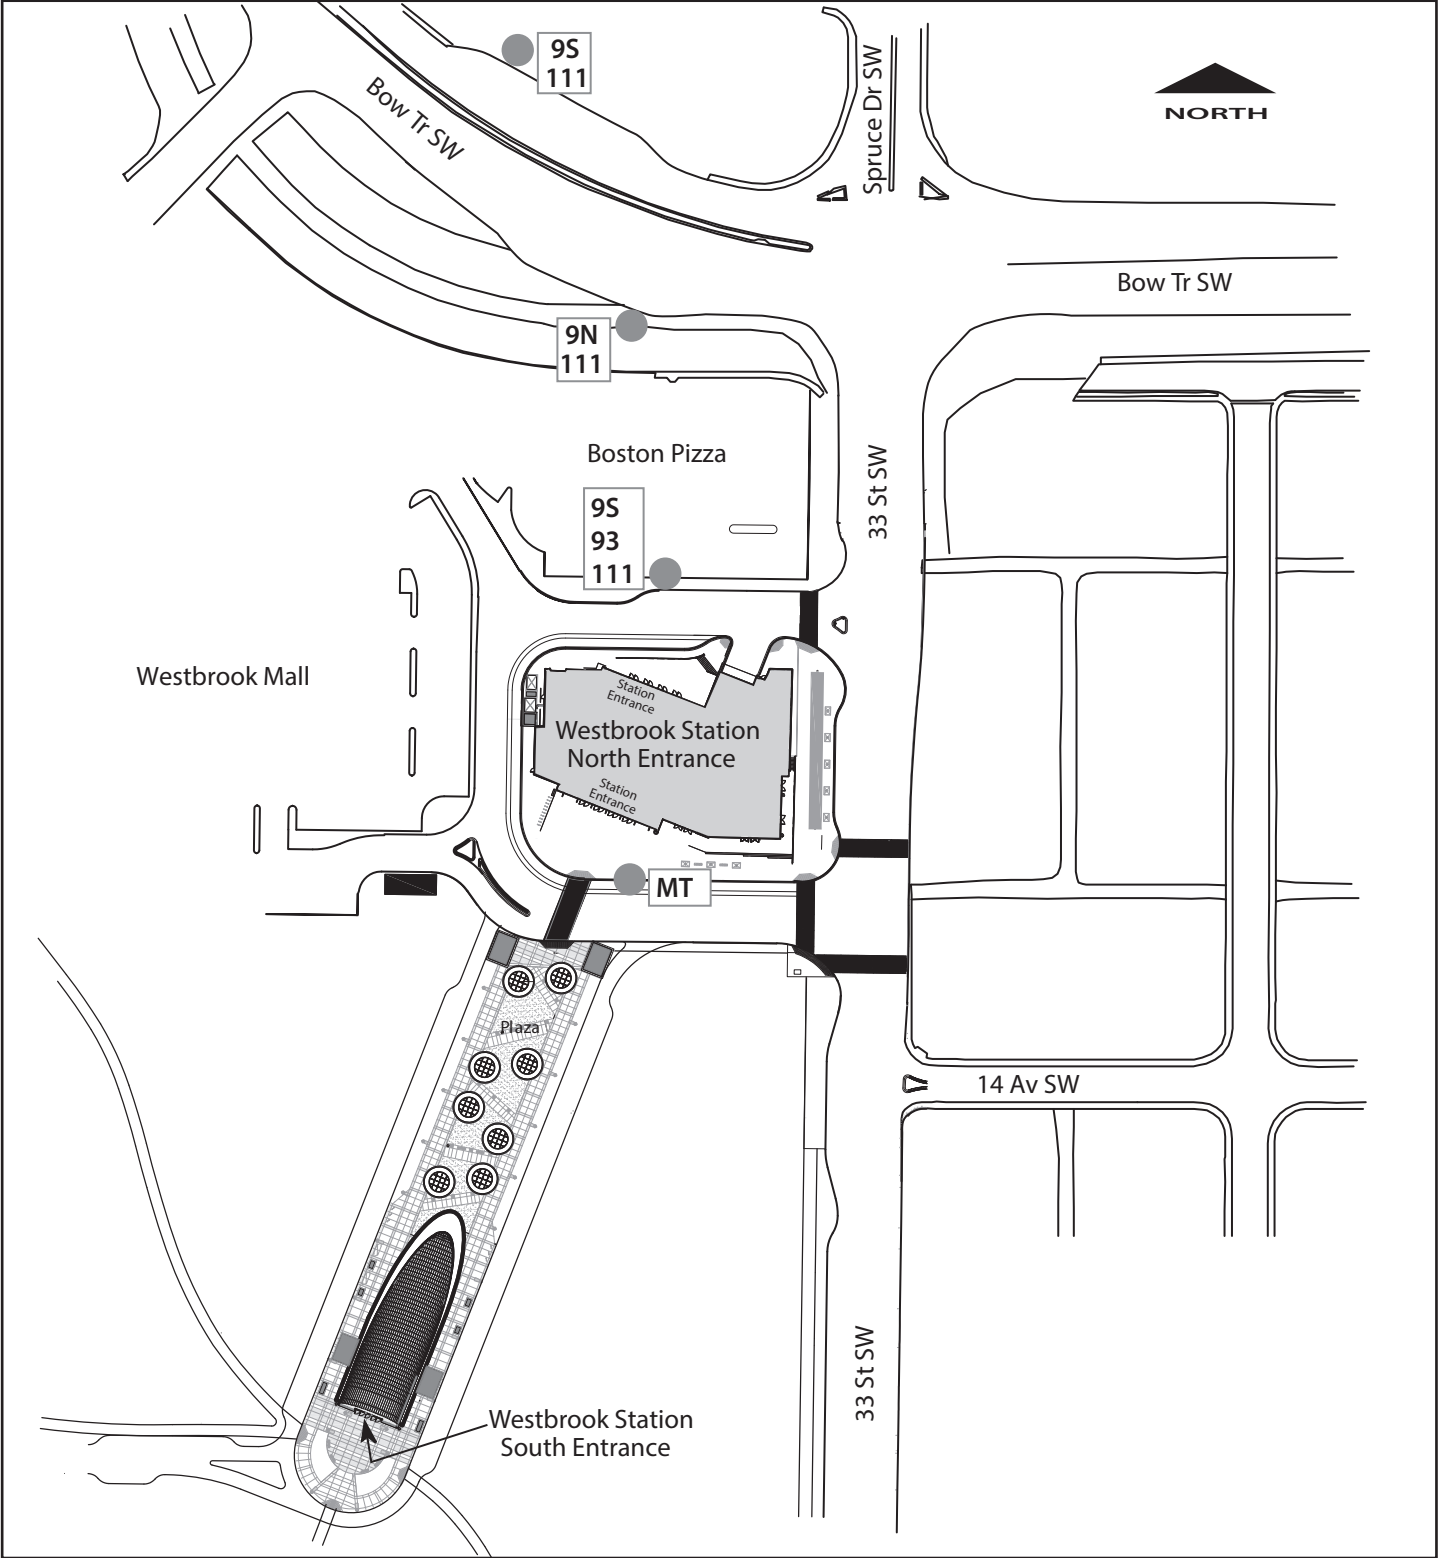 9S
111
Bow Tr SW
Spruce Dr SW
NORTH
Bow Tr SW
9N
111
Boston Pizza
33 St SW
9S
93
111
Westbrook Mall
Station
Entrance
Westbrook Station
North Entrance
Station
Entrance
MT
Plaza
14 Av SW
33 St SW
Westbrook Station
South Entrance